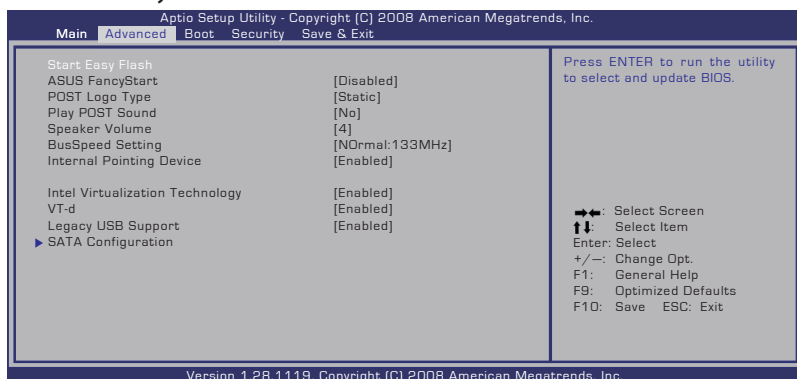 Aptio Setup Utility - Copyright (C) 2008 American Megatrends, Inc.
Main Advanced Boot Security Save & Exit
Start Easy Flash
ASUS FancyStart [Disabled]
POST Logo Type [Static]
Play POST Sound [No]
Speaker Volume [4]
BusSpeed Setting [NOrmal:133MHz]
Internal Pointing Device [Enabled]
Intel Virtualization Technology [Enabled]
VT-d [Enabled]
Legacy USB Support [Enabled]
SATA Configuration
Press ENTER to run the utility
to select and update BIOS.
→←: Select Screen
↑↓: Select Item
Enter: Select
+/—: Change Opt.
F1: General Help
F9: Optimized Defaults
F10: Save ESC: Exit
Version 1.28.1119. Copyright (C) 2008 American Megatrends, Inc.